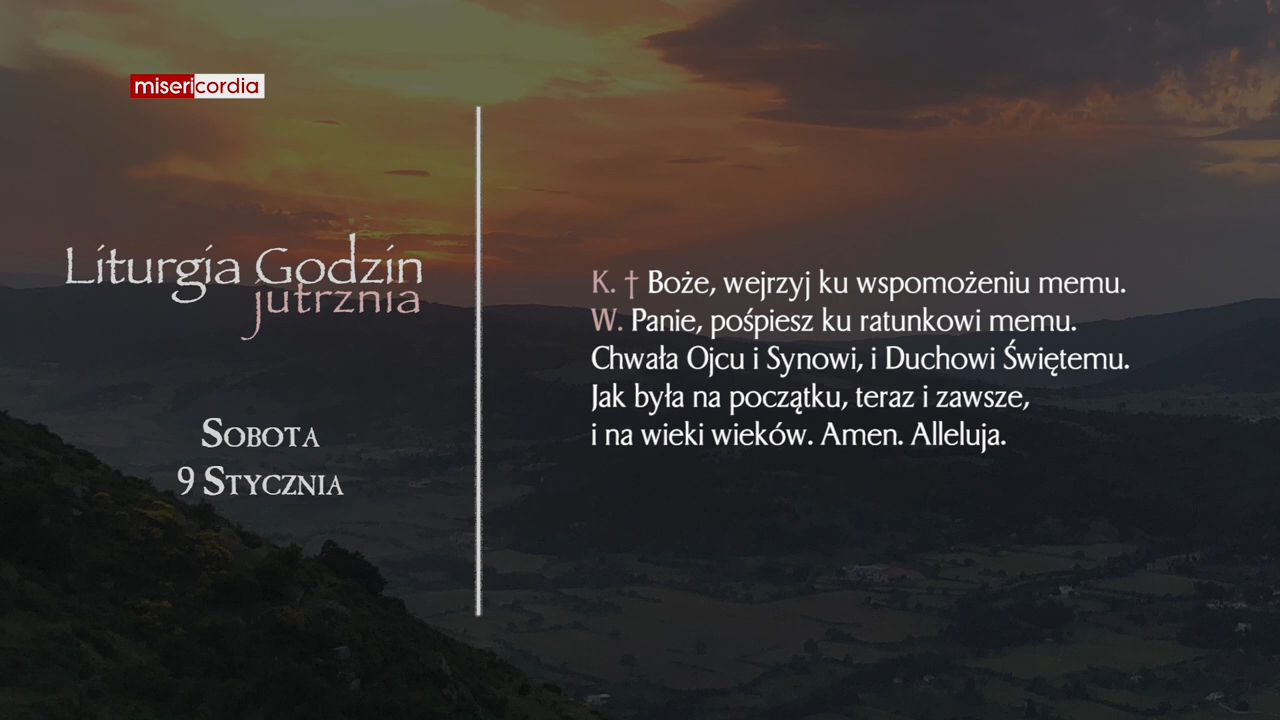 misericordia
Liturgia Godzin
jutrznia
Sobota
9 Stycznia
K. † Boże, wejrzyj ku wspomożeniu memu.
W. Panie, pośpiesz ku ratunkowi memu.
Chwała Ojcu i Synowi, i Duchowi Świętemu.
Jak była na początku, teraz i zawsze,
i na wieki wieków. Amen. Alleluja.